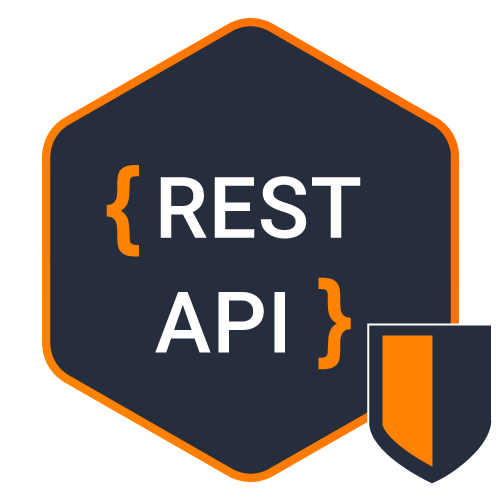 { REST
API }